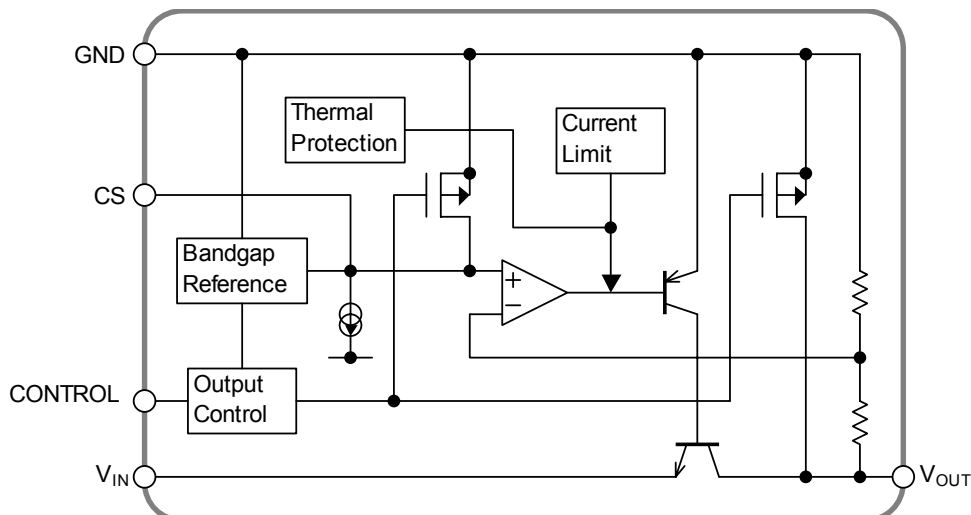 GND
Thermal
Protection
Current
Limit
CS
Bandgap
Reference
+
−
CONTROL
Output
Control
VIN
VOUT